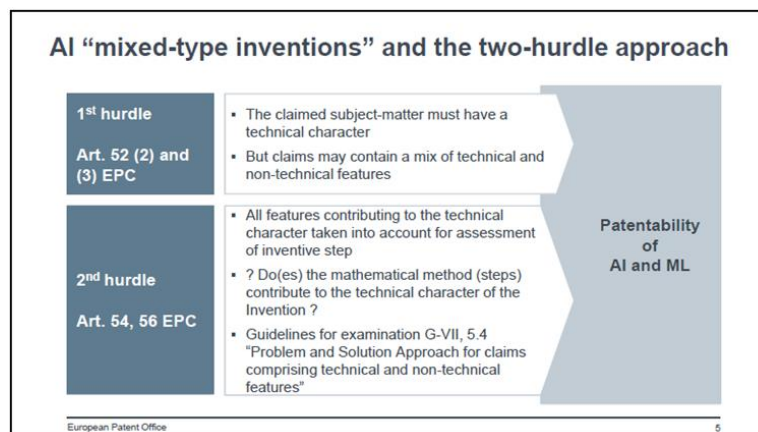 AI “mixed-type inventions” and the two-hurdle approach
1st hurdle
Art. 52 (2) and
(3) EPC
▪ The claimed subject-matter must have a
technical character
▪ But claims may contain a mix of technical and
non-technical features
2nd hurdle
Art. 54, 56 EPC
▪ All features contributing to the technical
character taken into account for assessment
of inventive step
▪ ? Do(es) the mathematical method (steps)
contribute to the technical character of the
Invention ?
▪ Guidelines for examination G-VII, 5.4
“Problem and Solution Approach for claims
comprising technical and non-technical
features”
Patentability
of
AI and ML
European Patent Office
5